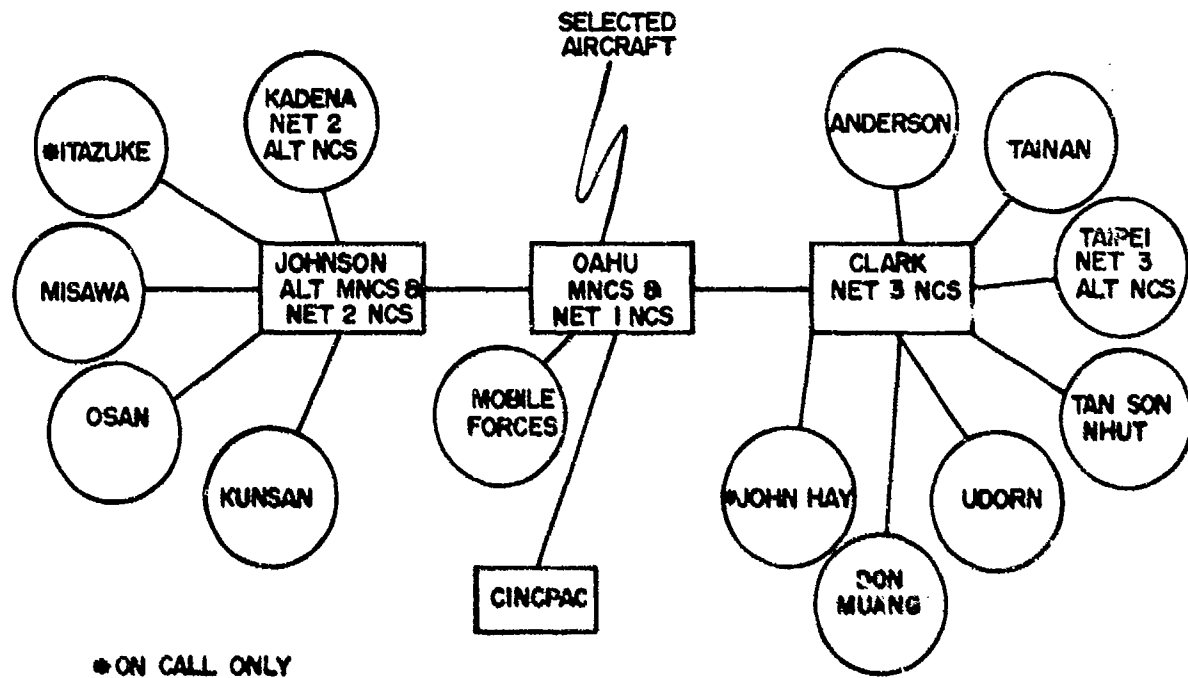 SELECTED
AIRCRAFT
KADENA
NET 2
ALT NCS
*ITAZUKE
MISAWA
OSAN
KUNSAN
JOHNSON
ALT MNCS &
NET 2 NCS
OAHU
MNCS &
NET 1 NCS
MOBILE
FORCES
CINCPAC
CLARK
NET 3 NCS
ANDERSON
TAINAN
TAIPEI
NET 3
ALT NCS
TAN SON
NHUT
UDORN
DON
MUANG
*JOHN HAY
*ON CALL ONLY